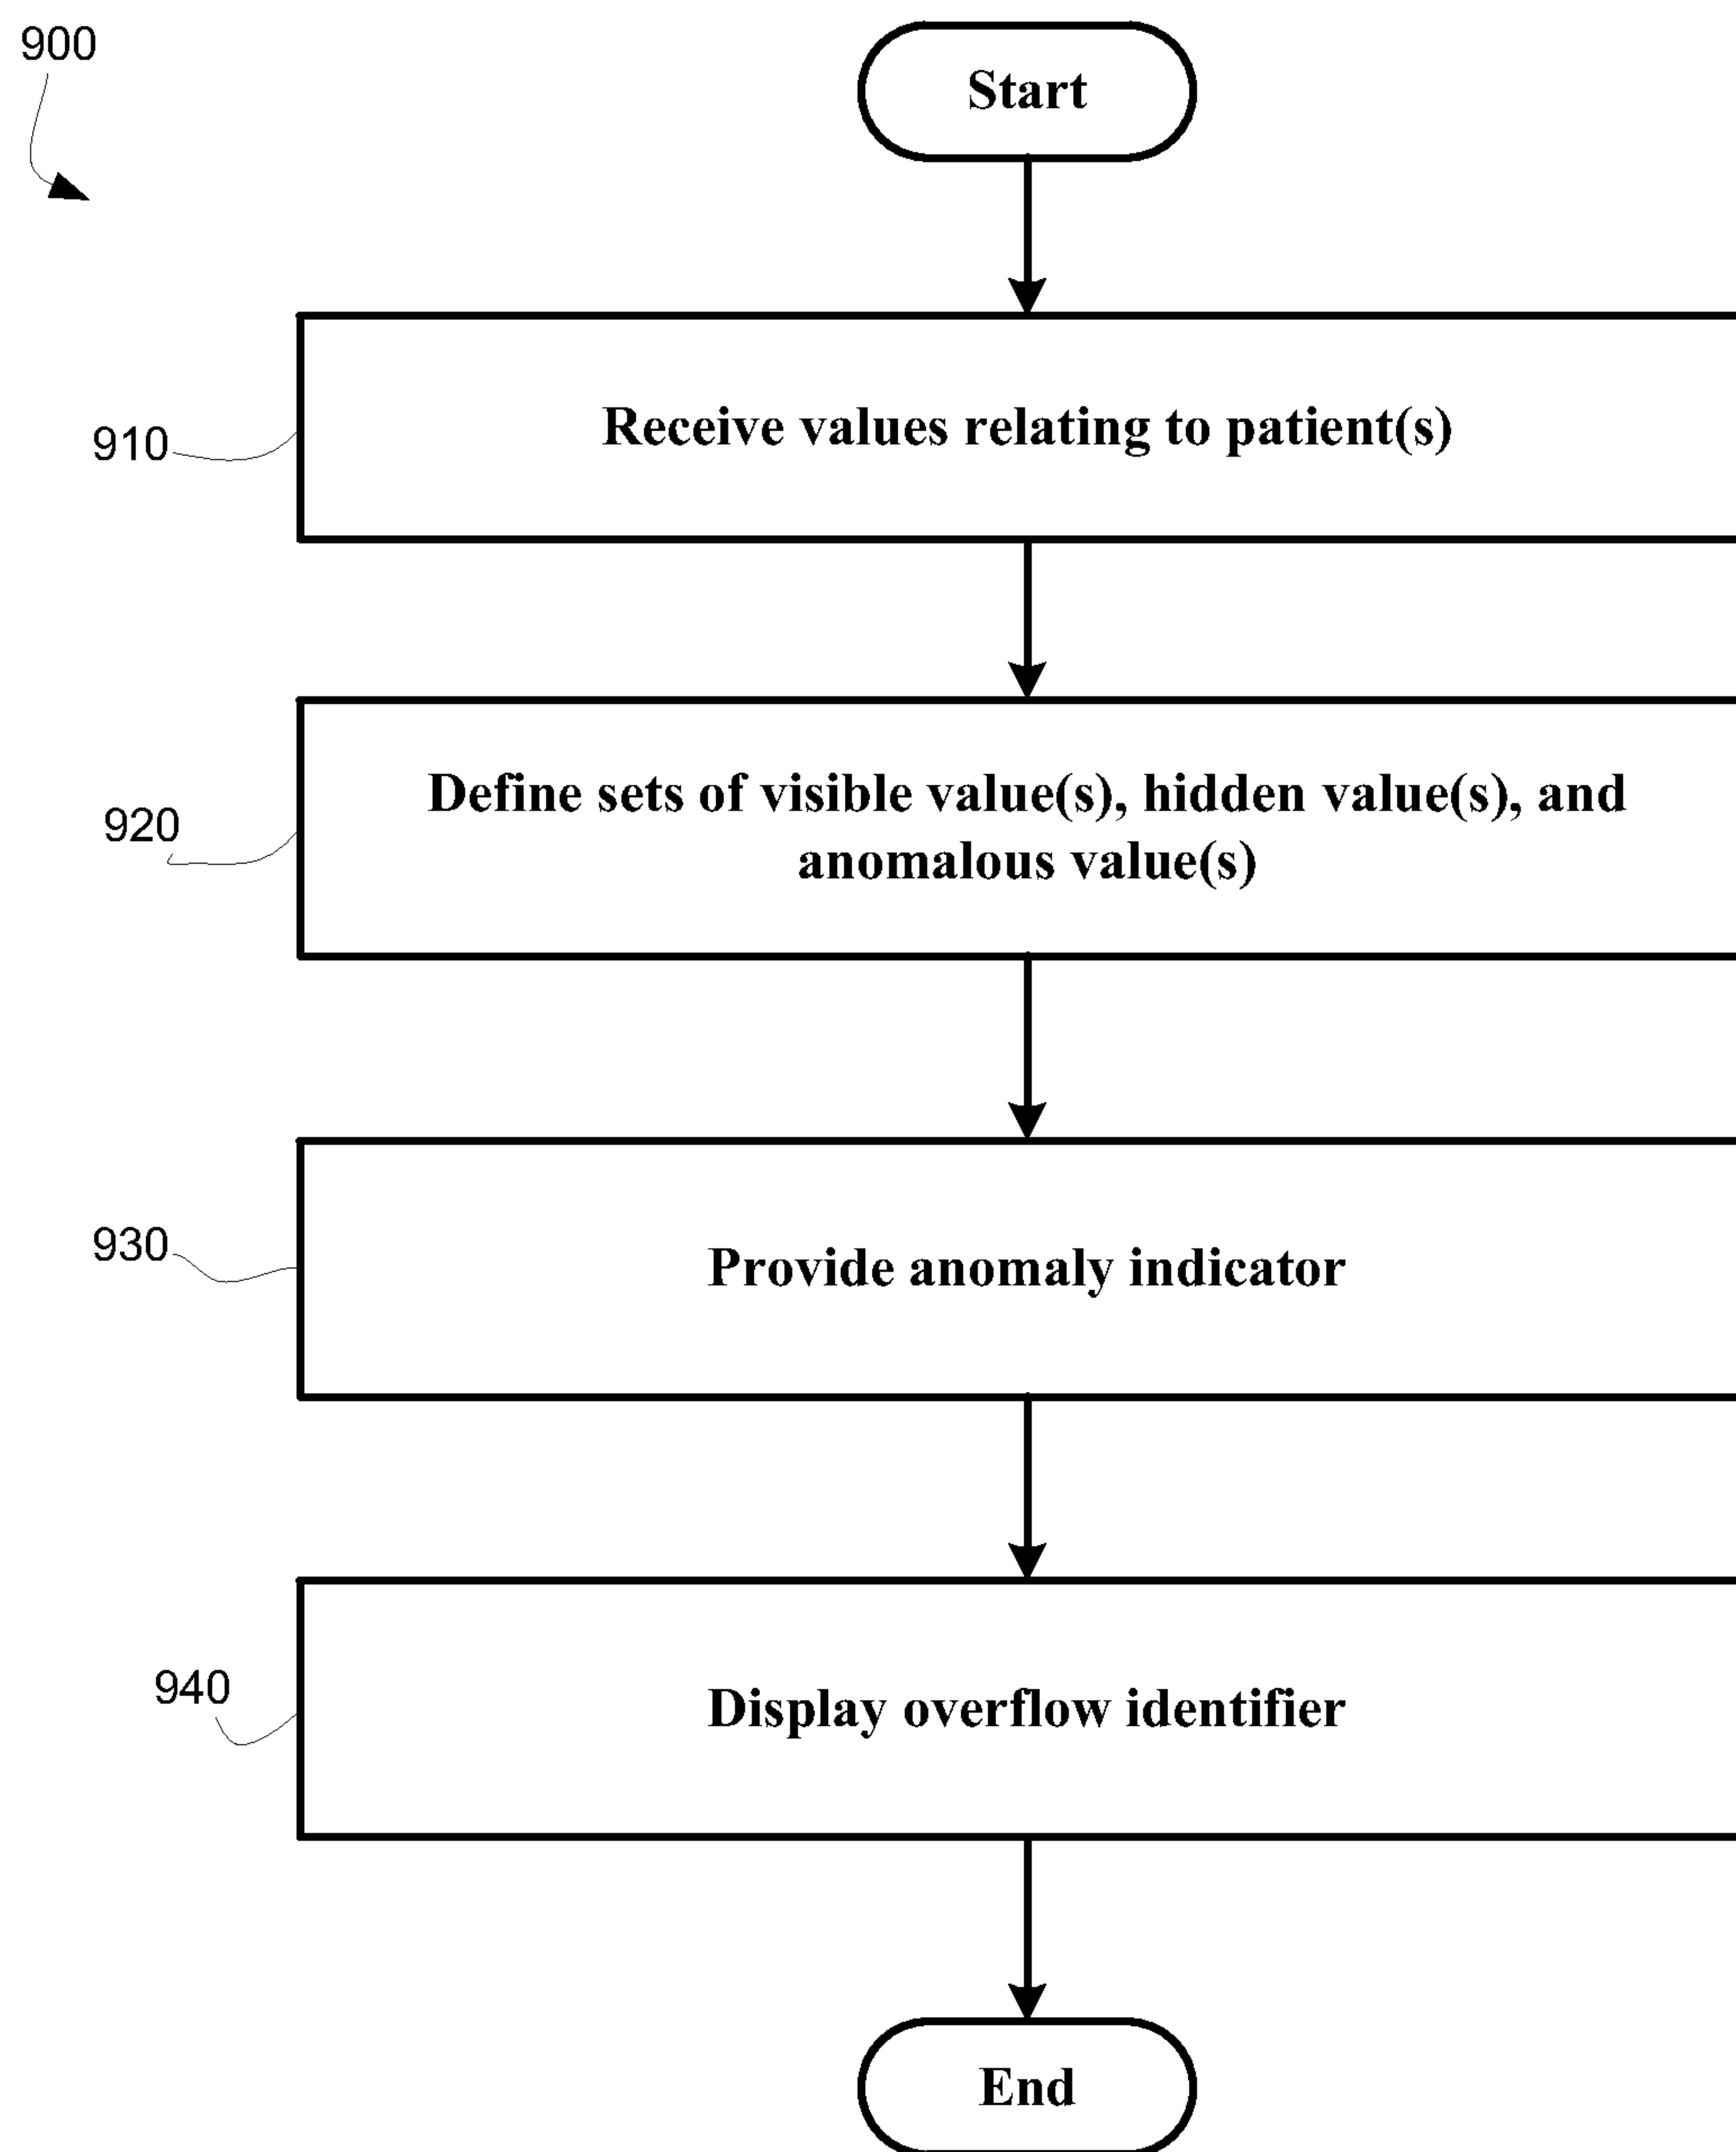 900
Start
910
Receive values relating to patient(s)
920
Define sets of visible value(s), hidden value(s), and
anomalous value(s)
930
Provide anomaly indicator
940
Display overflow identifier
End